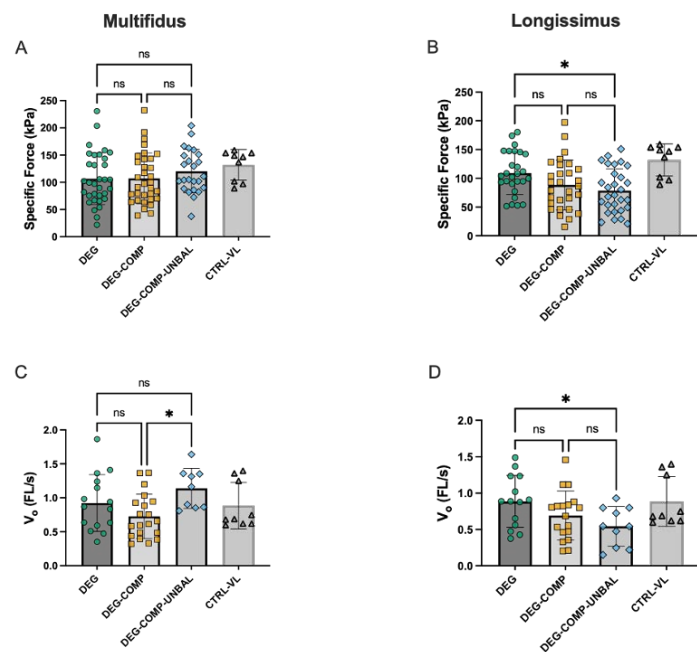 Multifidus
Longissimus
A
ns
ns
ns
Specific Force (kPa)
250
200
150
100
50
0
DEG
DEG-COMP
DEG-COMP-UNBAL
CTRL-VL
B
*
ns
ns
Specific Force (kPa)
250
200
150
100
50
0
DEG
DEG-COMP
DEG-COMP-UNBAL
CTRL-VL
C
ns
ns
*
Vo (FL/s)
2.0
1.5
1.0
0.5
0.0
DEG
DEG-COMP
DEG-COMP-UNBAL
CTRL-VL
D
*
ns
ns
Vo (FL/s)
2.0
1.5
1.0
0.5
0.0
DEG
DEG-COMP
DEG-COMP-UNBAL
CTRL-VL